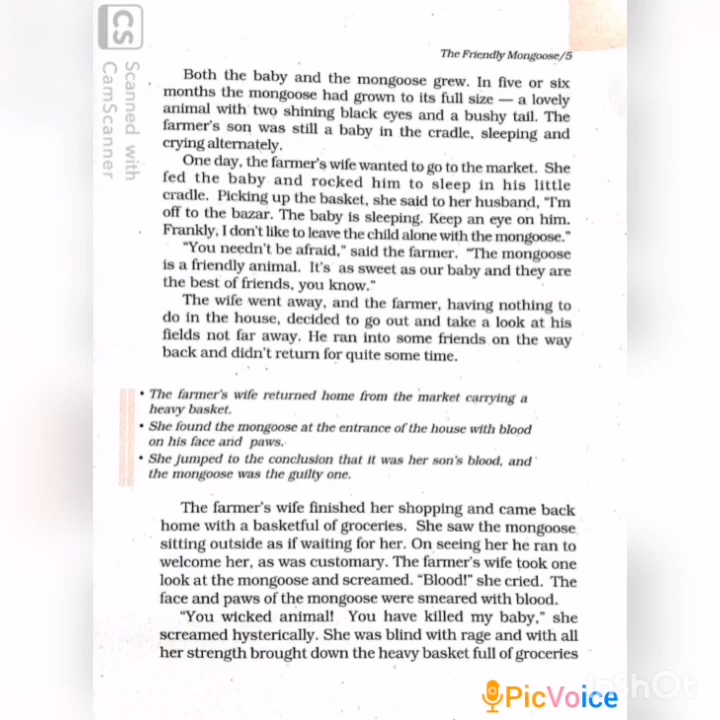 CS
Scanned with
CamScanner
The Friendly Mongoose/5
Both the baby and the mongoose grew. In five or six
months the mongoose had grown to its full size — a lovely
animal with two shining black eyes and a bushy tail. The
farmer's son was still a baby in the cradle, sleeping and
crying alternately.
One day, the farmer's wife wanted to go to the market. She
fed the baby and rocked him to sleep in his little
cradle. Picking up the basket, she said to her husband, "I'm
off to the bazar. The baby is sleeping. Keep an eye on him.
Frankly, I don't like to leave the child alone with the mongoose."
"You needn't be afraid," said the farmer. "The mongoose
is a friendly animal. It's as sweet as our baby and they are
the best of friends, you know."
The wife went away, and the farmer, having nothing to
do in the house, decided to go out and take a look at his
fields not far away. He ran into some friends on the way
back and didn't return for quite some time.
• The farmer's wife returned home from the market carrying a
heavy basket.
• She found the mongoose at the entrance of the house with blood
on his face and paws.
• She jumped to the conclusion that it was her son's blood, and
the mongoose was the guilty one.
The farmer's wife finished her shopping and came back
home with a basketful of groceries. She saw the mongoose
sitting outside as if waiting for her. On seeing her he ran to
welcome her, as was customary. The farmer's wife took one
look at the mongoose and screamed. "Blood!" she cried. The
face and paws of the mongoose were smeared with blood.
"You wicked animal! You have killed my baby," she
screamed hysterically. She was blind with rage and with all
her strength brought down the heavy basket full of groceries
InShOt
PicVoice